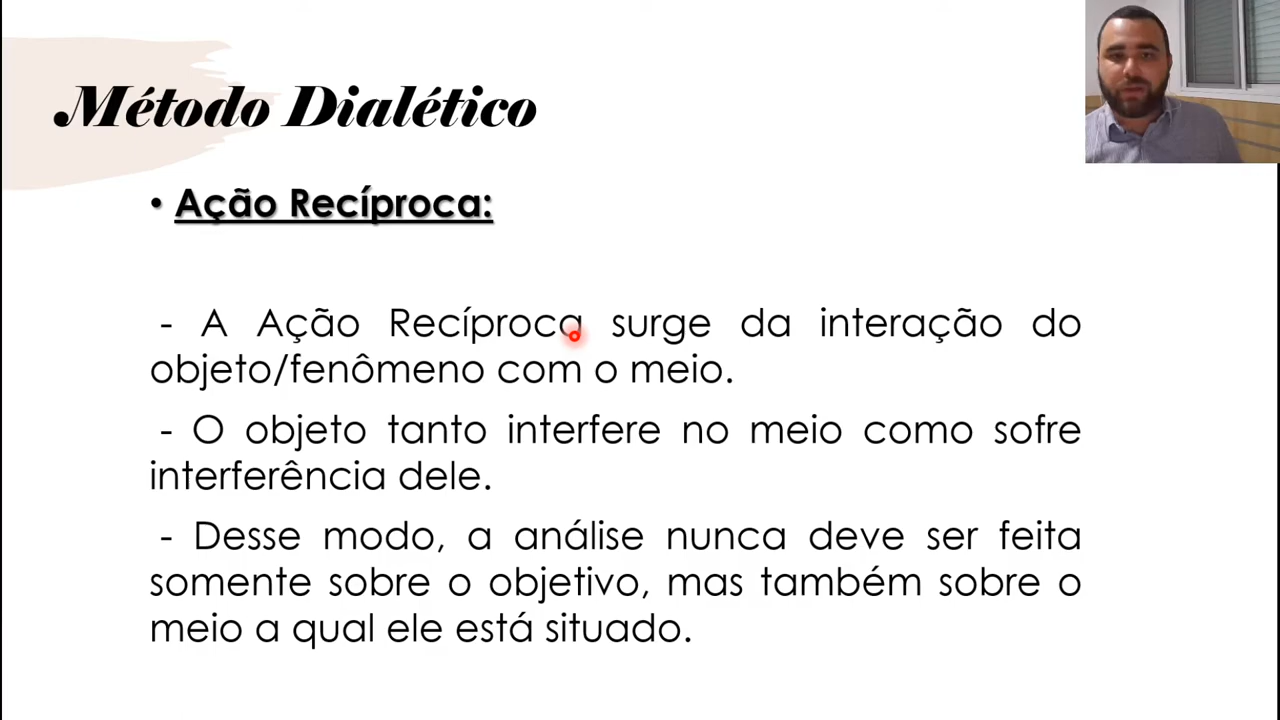 Método Dialético
• Ação Recíproca:
- A Ação Recíproca surge da interação do
objeto/fenômeno com o meio.
- O objeto tanto interfere no meio como sofre
interferência dele.
- Desse modo, a análise nunca deve ser feita
somente sobre o objetivo, mas também sobre o
meio a qual ele está situado.